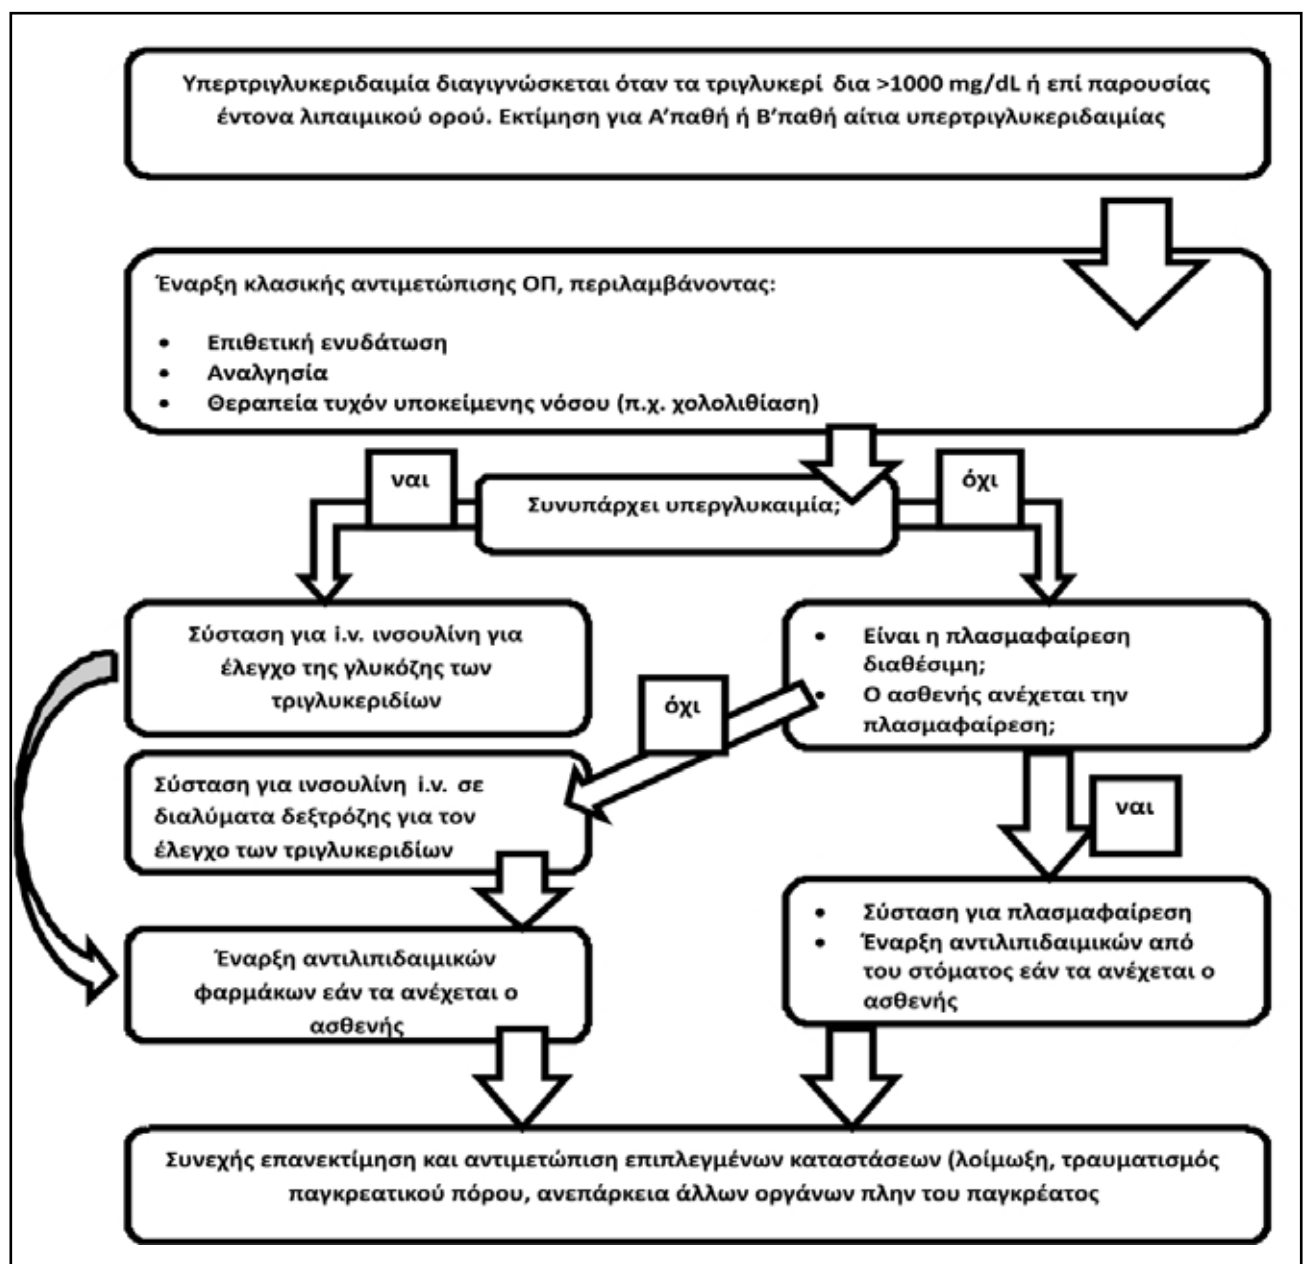 Υπερτριγλυκεριδαιμία διαγιγνώσκεται όταν τα τριγλυκερί δια >1000 mg/dL ή επί παρουσίας
έντονα λιπαιμικού ορού. Εκτίμηση για Α'παθή ή Β'παθή αίτια υπερτριγλυκεριδαιμίας
Έναρξη κλασικής αντιμετώπισης ΟΠ, περιλαμβάνοντας:
• Επιθετική ενυδάτωση
• Αναλγησία
• Θεραπεία τυχόν υποκείμενης νόσου (π.χ. χολολιθίαση)
ναι
Συνυπάρχει υπεργλυκαιμία;
όχι
Σύσταση για i.v. ινσουλίνη για
έλεγχο της γλυκόζης των
τριγλυκεριδίων
• Είναι η πλασμαφαίρεση
διαθέσιμη;
• Ο ασθενής ανέχεται την
πλασμαφαίρεση;
όχι
Σύσταση για ινσουλίνη i.v. σε
διαλύματα δεξτρόζης για τον
έλεγχο των τριγλυκεριδίων
ναι
Έναρξη αντιλιπιδαιμικών
φαρμάκων εάν τα ανέχεται ο
ασθενής
• Σύσταση για πλασμαφαίρεση
• Έναρξη αντιλιπιδαιμικών από
του στόματος εάν τα ανέχεται ο
ασθενής
Συνεχής επανεκτίμηση και αντιμετώπιση επιπλεγμένων καταστάσεων (λοίμωξη, τραυματισμός
παγκρεατικού πόρου, ανεπάρκεια άλλων οργάνων πλην του παγκρέατος